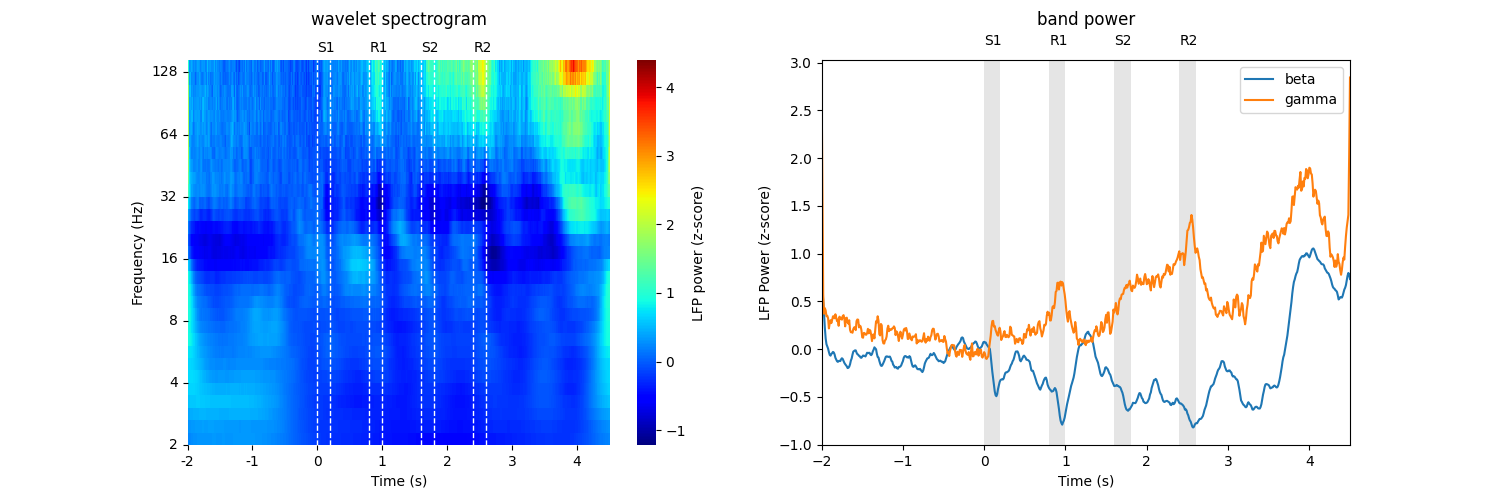 wavelet spectrogram
S1 R1 S2 R2
128
64
32
16
8
4
2
Frequency (Hz)
-2 -1 0 1 2 3 4
Time (s)
4
3
2
1
0
−1
LFP power (z-score)
band power
S1 R1 S2 R2
3.0
2.5
2.0
1.5
1.0
0.5
0.0
−0.5
−1.0
LFP Power (z-score)
beta
gamma
−2 −1 0 1 2 3 4
Time (s)